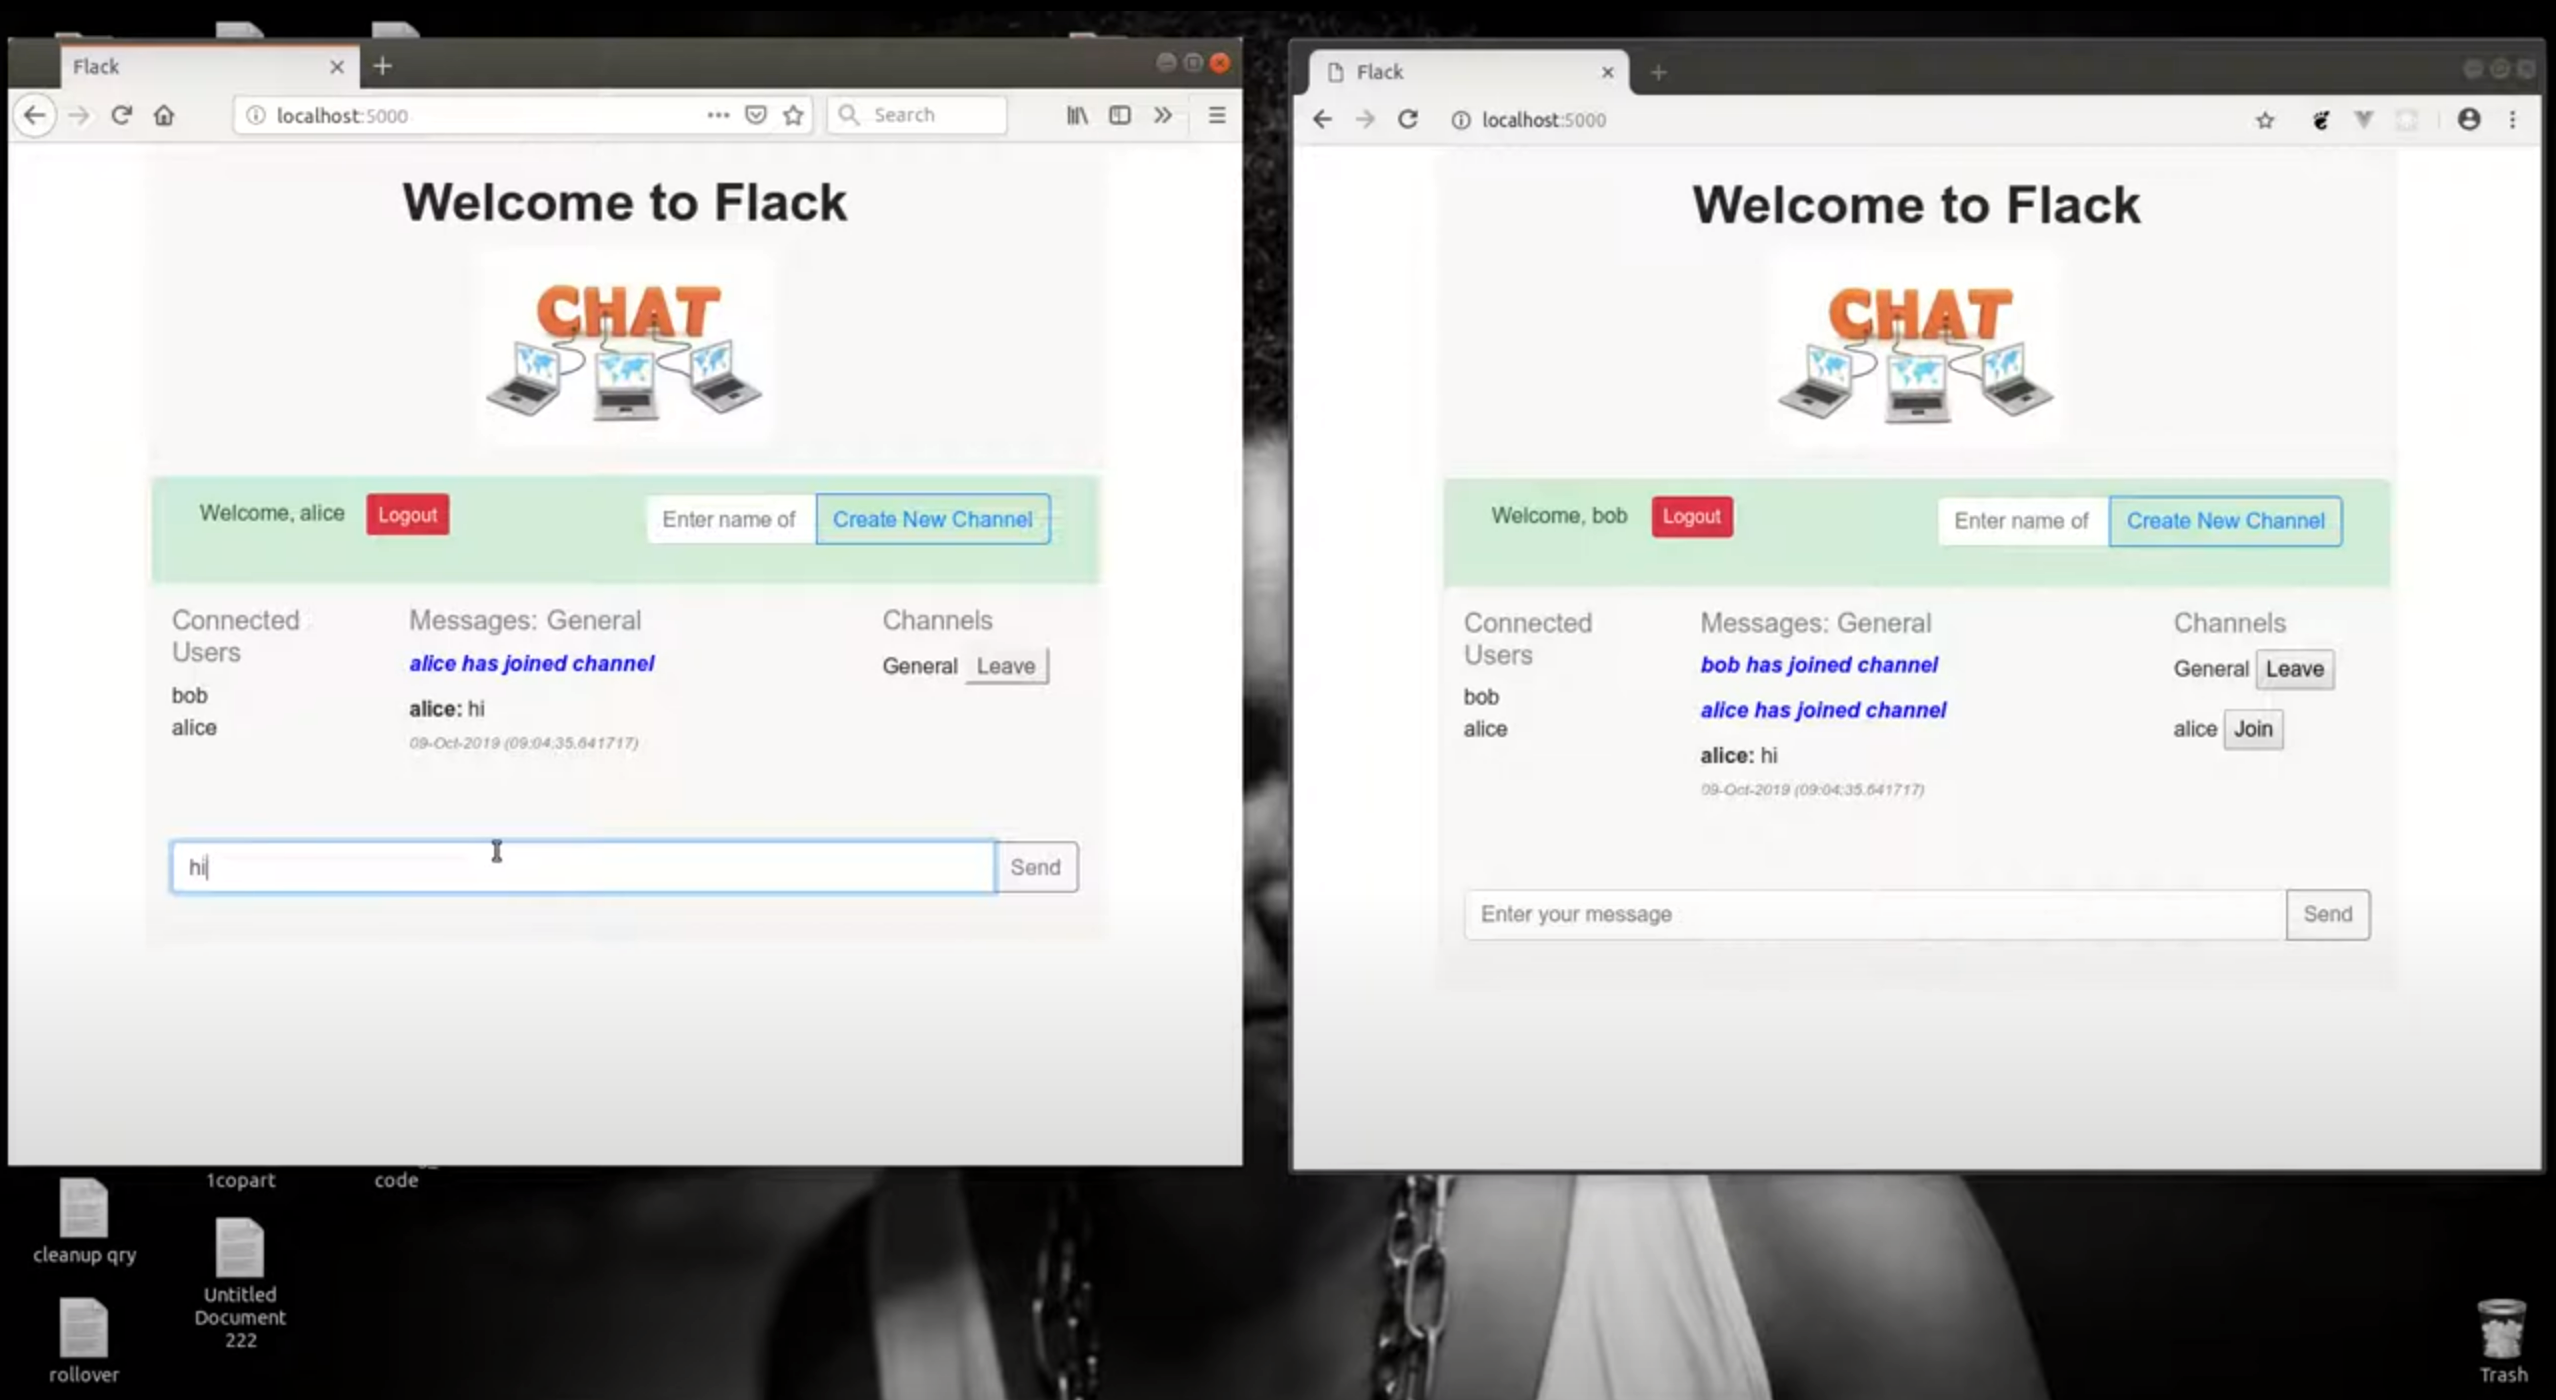 Flack
localhost:5000
Search
Welcome to Flack
CHAT
Welcome, alice
Logout
Enter name of
Create New Channel
Connected
Users
bob
alice
Messages: General
alice has joined channel
alice: hi
09-Oct-2019 (09:04:35.641717)
Channels
General
Leave
hi
Send
Flack
localhost:5000
Welcome to Flack
CHAT
Welcome, bob
Logout
Enter name of
Create New Channel
Connected
Users
bob
alice
Messages: General
bob has joined channel
alice has joined channel
alice: hi
09-Oct-2019 (09:04:35.641717)
Channels
General
Leave
alice
Join
Enter your message
Send
1copart
code
cleanup qry
Untitled
Document
222
rollover
Trash